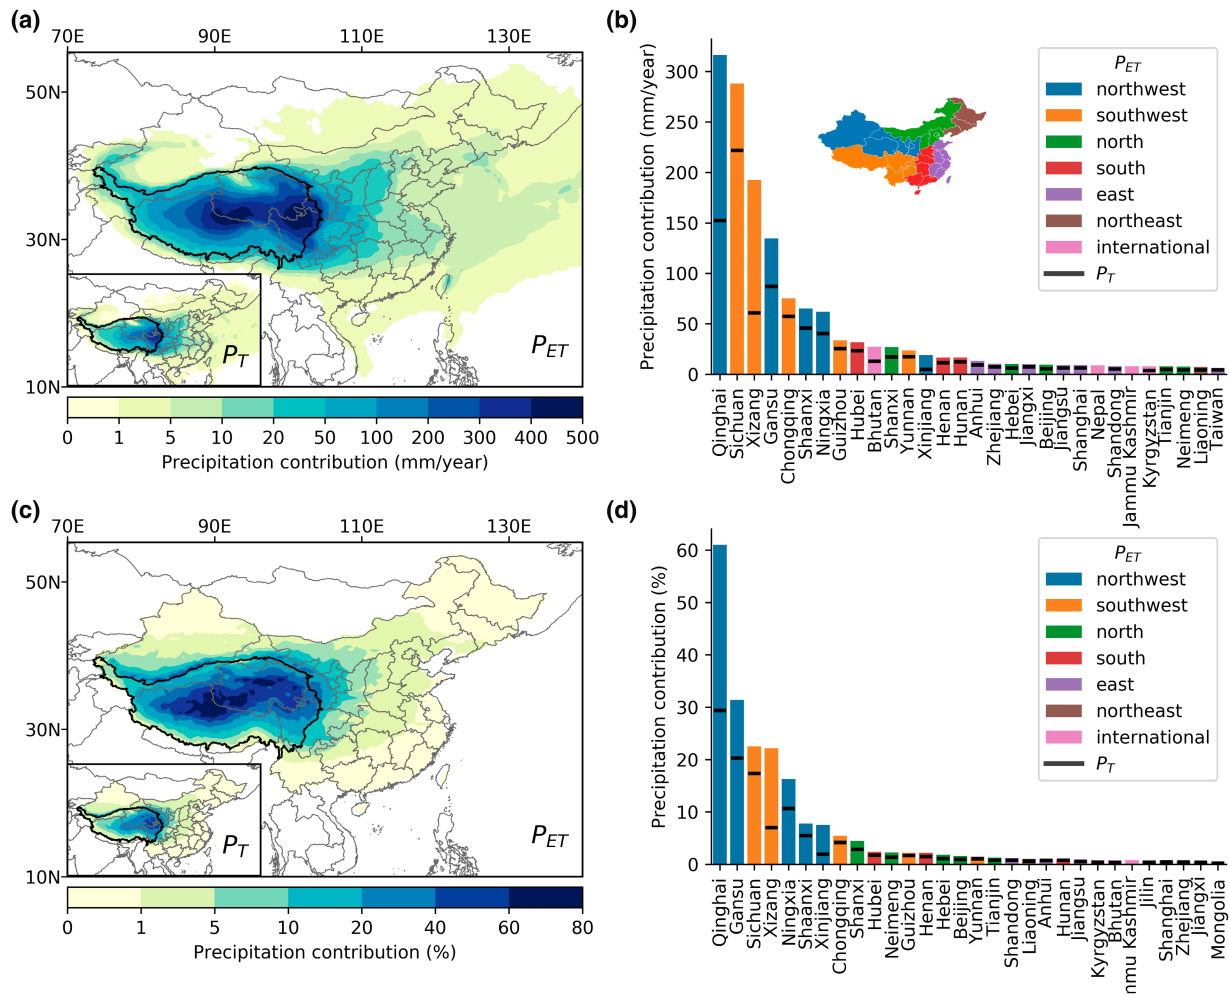 (a)
70E 90E 110E 130E
50N
30N
10N
P_T
P_ET
0 1 5 10 20 50 100 200 300 400 500
Precipitation contribution (mm/year)
(b)
Precipitation contribution (mm/year)
300
250
200
150
100
50
0
P_ET
northwest
southwest
north
south
east
northeast
international
P_T
Qinghai
Sichuan
Xizang
Gansu
Chongqing
Shaanxi
Ningxia
Guizhou
Hubei
Bhutan
Shanxi
Yunnan
Xinjiang
Henan
Hunan
Anhui
Zhejiang
Hebei
Jiangxi
Beijing
Jiangsu
Shanghai
Nepal
Shandong
Jammu Kashmir
Kyrgyzstan
Tianjin
Neimeng
Liaoning
Taiwan
(c)
70E 90E 110E 130E
50N
30N
10N
P_T
P_ET
0 1 5 10 20 40 60 80
Precipitation contribution (%)
(d)
Precipitation contribution (%)
60
50
40
30
20
10
0
P_ET
northwest
southwest
north
south
east
northeast
international
P_T
Qinghai
Gansu
Sichuan
Xizang
Ningxia
Shaanxi
Xinjiang
Chongqing
Shanxi
Hubei
Neimeng
Guizhou
Henan
Hebei
Beijing
Yunnan
Tianjin
Shandong
Liaoning
Anhui
Hunan
Jiangsu
Kyrgyzstan
Bhutan
mmu Kashmir
Jilin
Shanghai
Zhejiang
Jiangxi
Mongolia